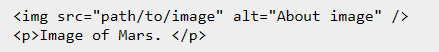 <img src="path/to/image" alt="About image" />
<p>Image of Mars. </p>